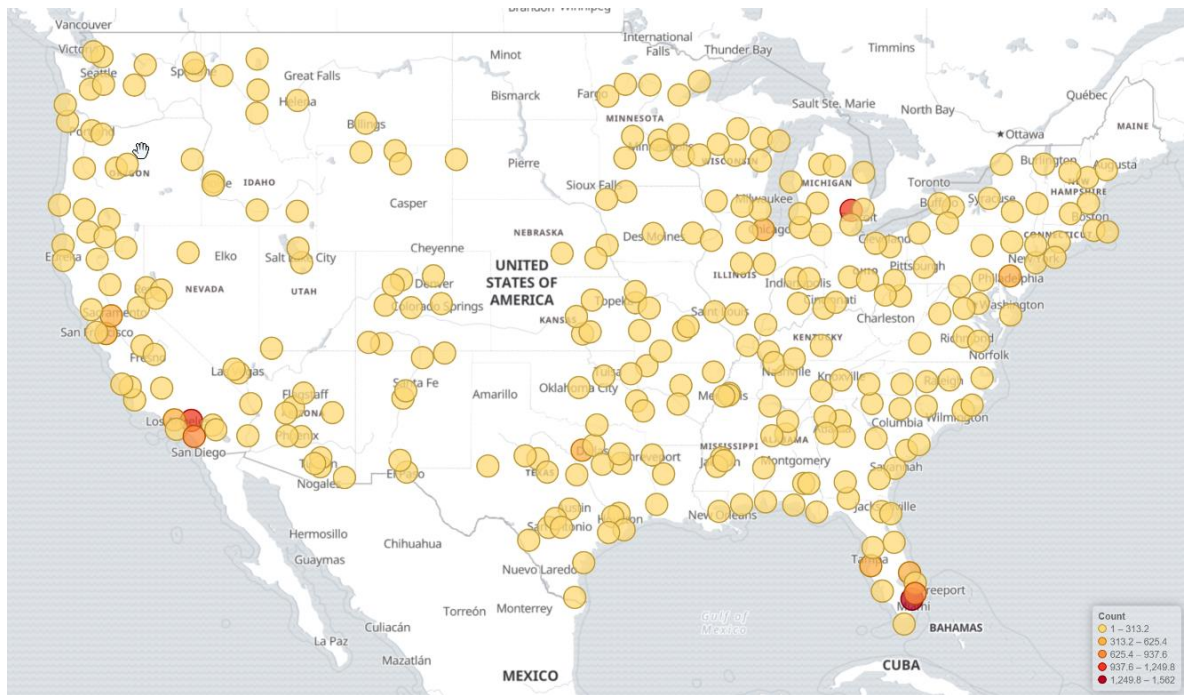 Brandon
Winnipeg
Vancouver
International
Falls
Thunder Bay
Timmins
Minot
Seattle
Great Falls
Québec
Fargo
Bismarck
Helena
Sault Ste. Marie
North Bay
MINNESOTA
MAINE
Portland
Billings
Ottawa
WISCONSIN
Burlington
Augusta
Pierre
OREGON
IDAHO
Sioux Falls
MICHIGAN
Toronto
NEW
HAMPSHIRE
Casper
Milwaukee
Buffalo
Syracuse
Boston
NEBRASKA
Des Moines
Chicago
CONNECTICUT
Eureka
Elko
Salt Lake City
Cheyenne
Cleveland
New York
UNITED
STATES OF
AMERICA
ILLINOIS
OHIO
Pittsburgh
NEVADA
UTAH
Denver
Indianapolis
Philadelphia
Colorado Springs
Topeka
Cincinnati
Washington
Sacramento
KANSAS
Saint Louis
Charleston
San Francisco
KENTUCKY
Richmond
Fresno
Norfolk
Las Vegas
Nashville
Knoxville
Santa Fe
Tulsa
Raleigh
Flagstaff
Amarillo
Oklahoma City
Memphis
ARIZONA
Columbia
Wilmington
Phoenix
San Diego
MISSISSIPPI
ALABAMA
Shreveport
Jackson
Montgomery
Savannah
Tucson
El Paso
TEXAS
Nogales
Austin
New Orleans
Jacksonville
San Antonio
Houston
Hermosillo
Chihuahua
Guaymas
Tampa
Nuevo Laredo
Freeport
Miami
Torreón
Monterrey
Gulf of
Mexico
Count
1 – 313.2
313.2 – 625.4
625.4 – 937.6
937.6 – 1,249.8
1,249.8 – 1,562
Culiacán
BAHAMAS
La Paz
Mazatlán
MEXICO
CUBA